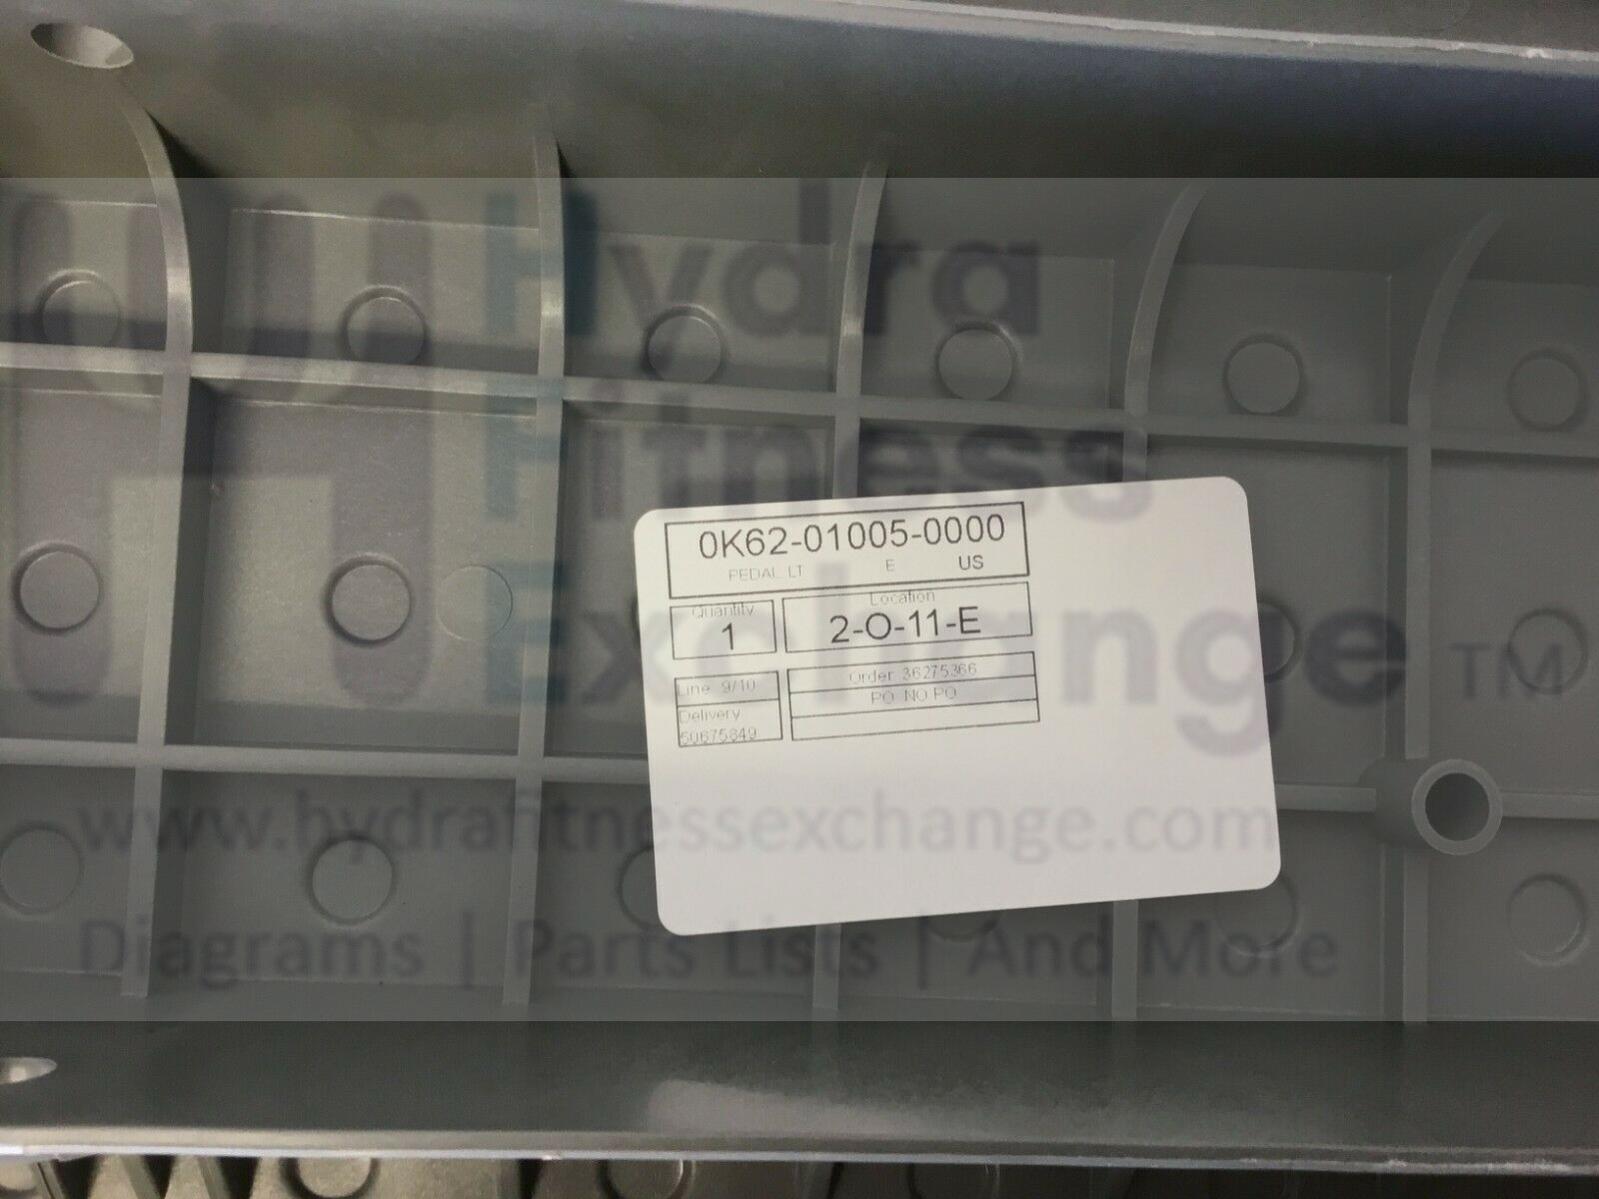 Hydra
Fitness
Exchange TM
0K62-01005-0000
PEDAL LT E US
Quantity
1
Location
2-O-11-E
Line 9/10
Delivery
50675849
Order 36275366
PO NO PO
www.hydrafitnessexchange.com
Diagrams | Parts Lists | And More